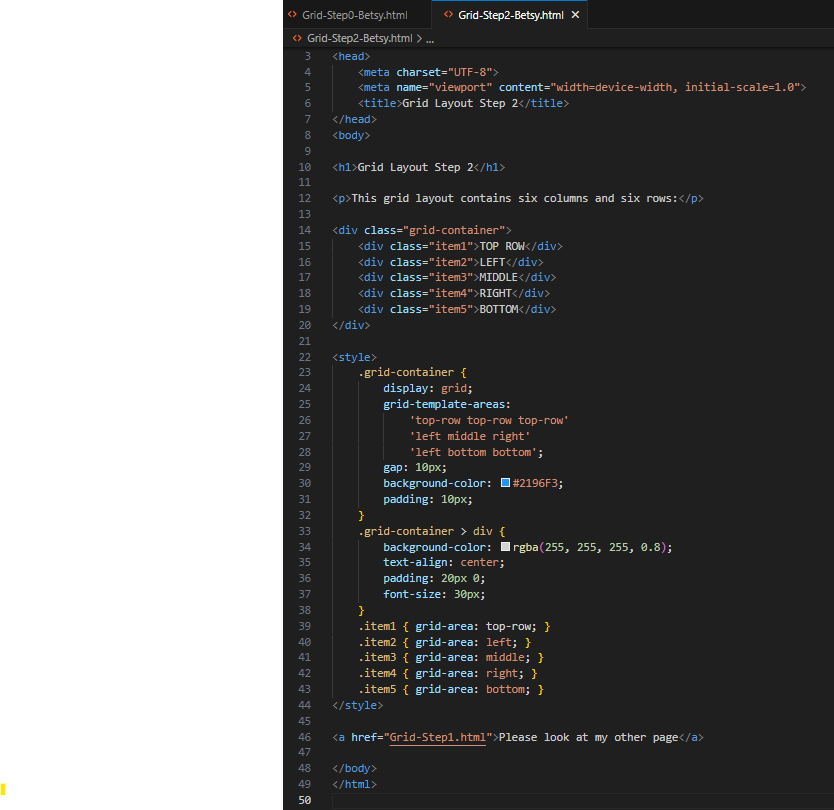 Grid-Step0-Betsy.html Grid-Step2-Betsy.html ×
Grid-Step2-Betsy.html > ...
3 <head>
4 <meta charset="UTF-8">
5 <meta name="viewport" content="width=device-width, initial-scale=1.0">
6 <title>Grid Layout Step 2</title>
7 </head>
8 <body>
9
10 <h1>Grid Layout Step 2</h1>
11
12 <p>This grid layout contains six columns and six rows:</p>
13
14 <div class="grid-container">
15 <div class="item1">TOP ROW</div>
16 <div class="item2">LEFT</div>
17 <div class="item3">MIDDLE</div>
18 <div class="item4">RIGHT</div>
19 <div class="item5">BOTTOM</div>
20 </div>
21
22 <style>
23 .grid-container {
24 display: grid;
25 grid-template-areas:
26 'top-row top-row top-row'
27 'left middle right'
28 'left bottom bottom';
29 gap: 10px;
30 background-color: #2196F3;
31 padding: 10px;
32 }
33 .grid-container > div {
34 background-color: rgba(255, 255, 255, 0.8);
35 text-align: center;
36 padding: 20px 0;
37 font-size: 30px;
38 }
39 .item1 { grid-area: top-row; }
40 .item2 { grid-area: left; }
41 .item3 { grid-area: middle; }
42 .item4 { grid-area: right; }
43 .item5 { grid-area: bottom; }
44 </style>
45
46 <a href="Grid-Step1.html">Please look at my other page</a>
47
48 </body>
49 </html>
50